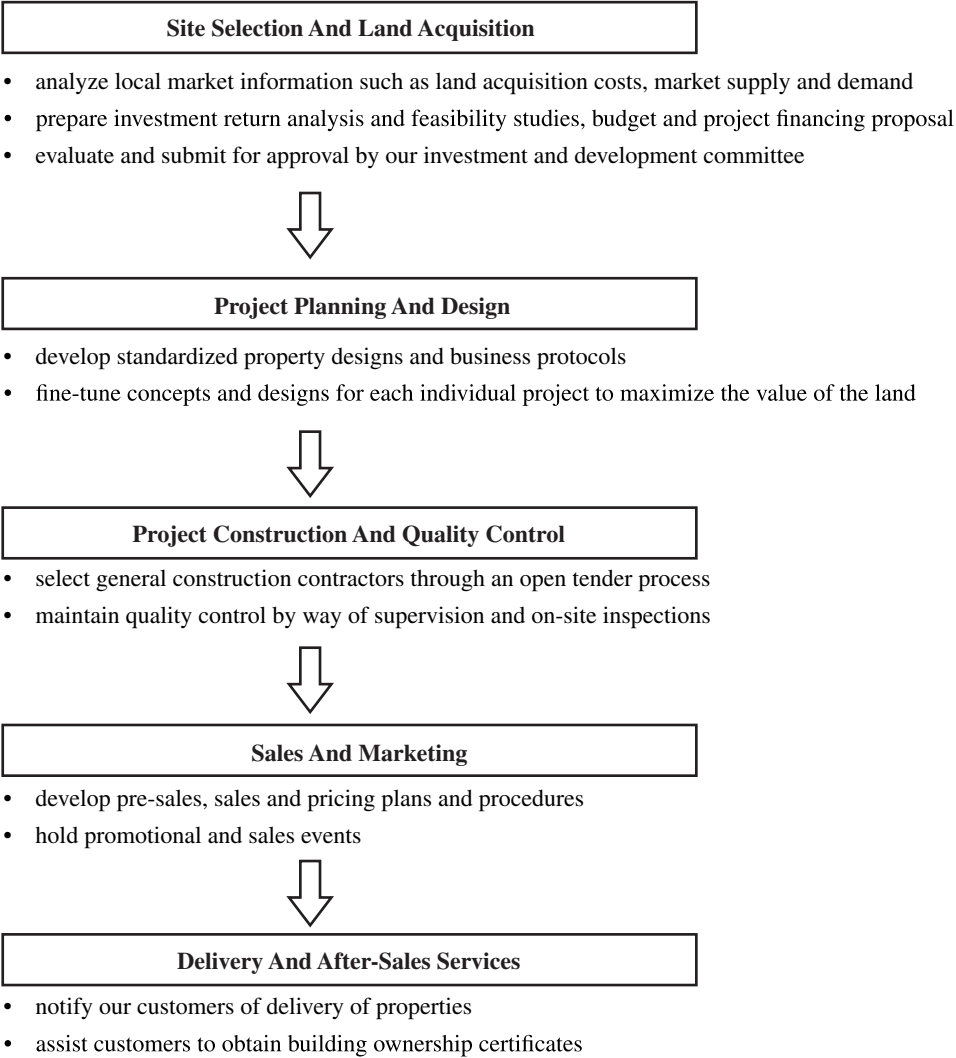 Site Selection And Land Acquisition
• analyze local market information such as land acquisition costs, market supply and demand
• prepare investment return analysis and feasibility studies, budget and project financing proposal
• evaluate and submit for approval by our investment and development committee
Project Planning And Design
• develop standardized property designs and business protocols
• fine-tune concepts and designs for each individual project to maximize the value of the land
Project Construction And Quality Control
• select general construction contractors through an open tender process
• maintain quality control by way of supervision and on-site inspections
Sales And Marketing
• develop pre-sales, sales and pricing plans and procedures
• hold promotional and sales events
Delivery And After-Sales Services
• notify our customers of delivery of properties
• assist customers to obtain building ownership certificates